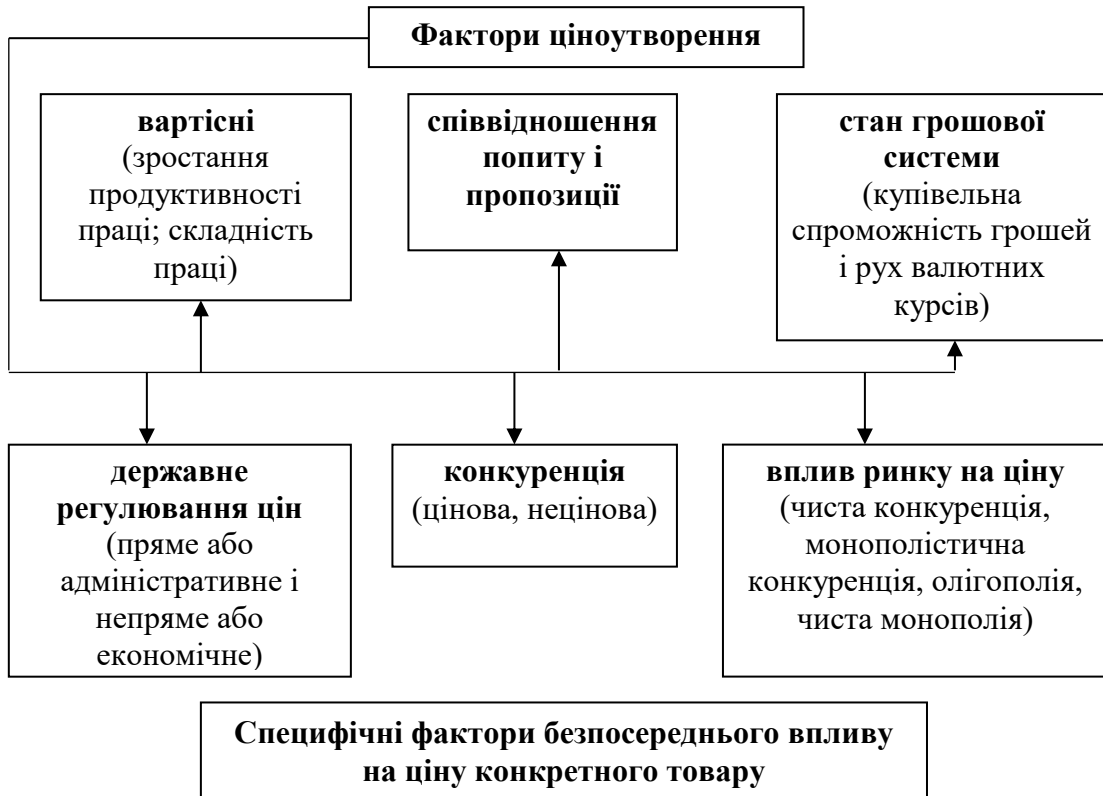 Фактори ціноутворення
вартісні
(зростання
продуктивності
праці; складність
праці)
співвідношення
попиту і
пропозиції
стан грошової
системи
(купівельна
спроможність грошей
і рух валютних
курсів)
державне
регулювання цін
(пряме або
адміністративне і
непряме або
економічне)
конкуренція
(цінова, нецінова)
вплив ринку на ціну
(чиста конкуренція,
монополістична
конкуренція, олігополія,
чиста монополія)
Специфічні фактори безпосереднього впливу
на ціну конкретного товару